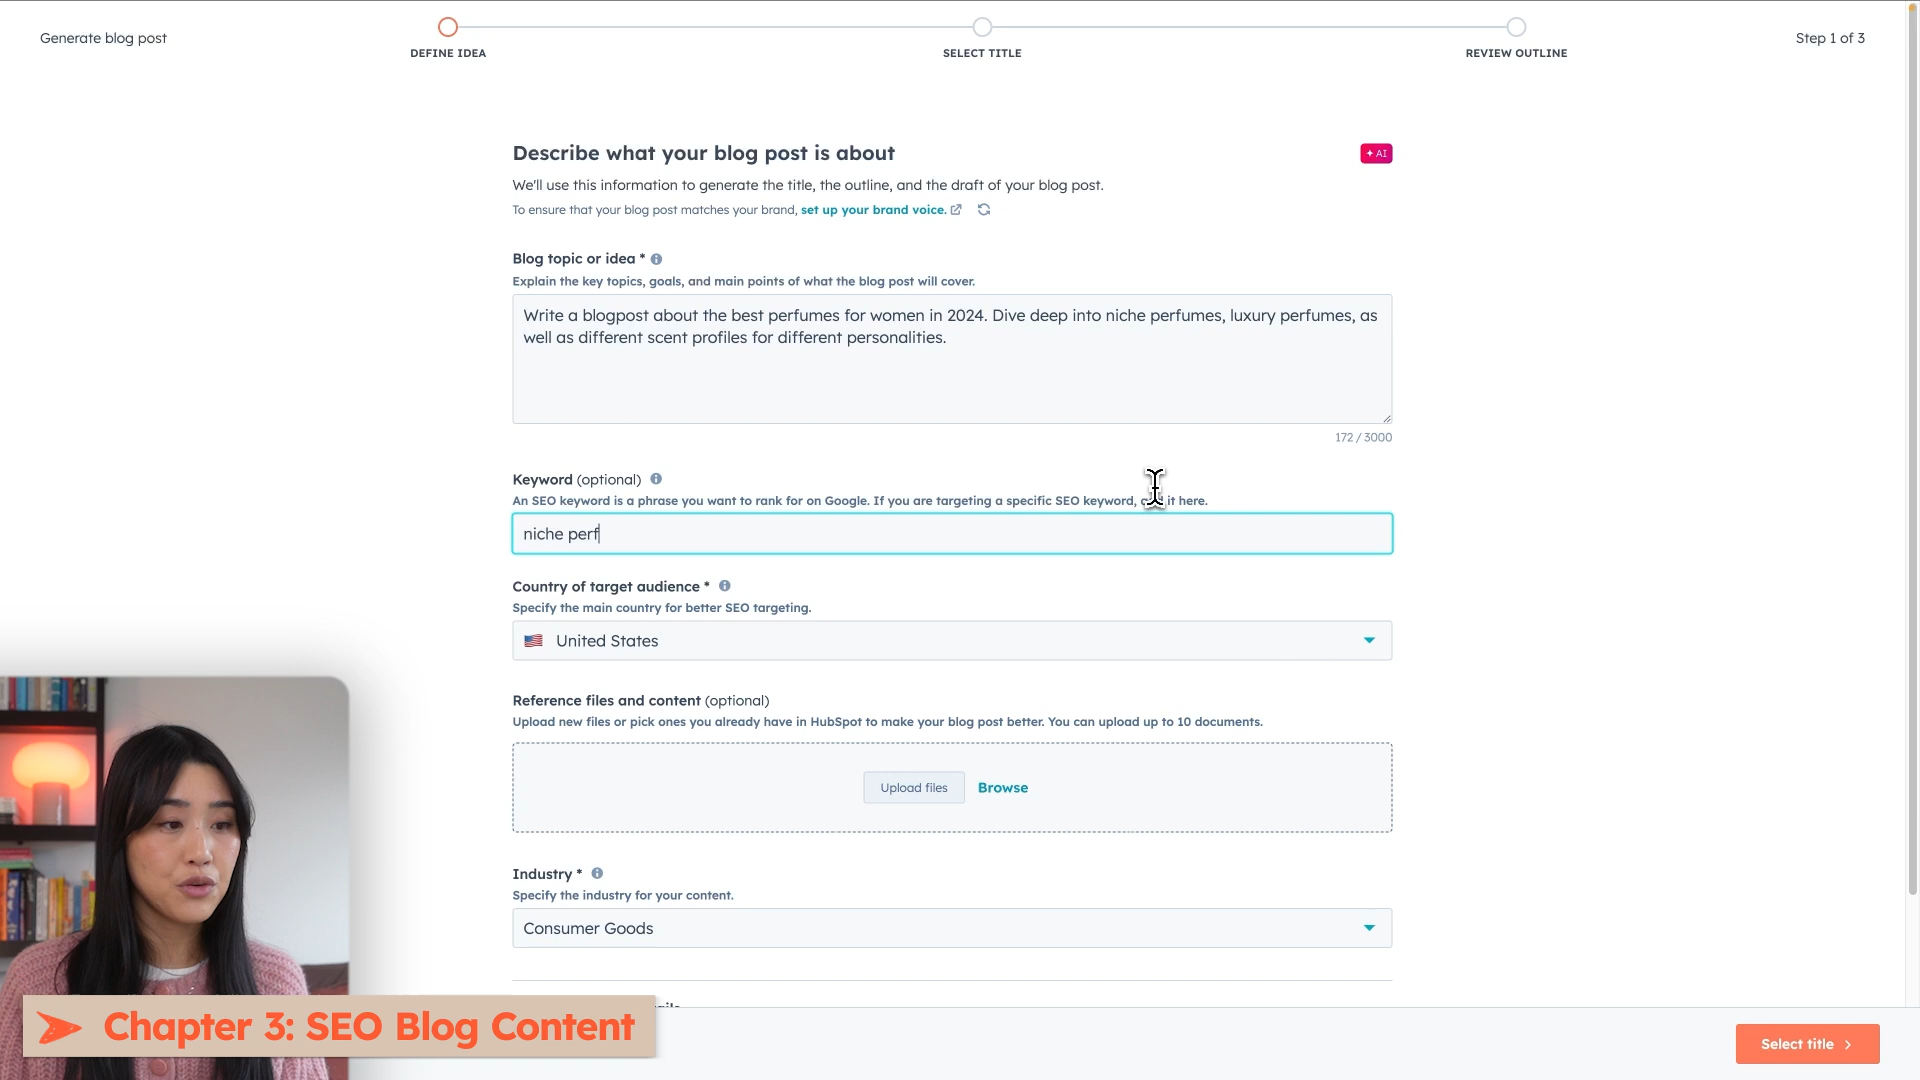 Generate blog post
DEFINE IDEA
SELECT TITLE
REVIEW OUTLINE
Step 1 of 3
Describe what your blog post is about
AI
We'll use this information to generate the title, the outline, and the draft of your blog post.
To ensure that your blog post matches your brand, set up your brand voice.
Blog topic or idea *
Explain the key topics, goals, and main points of what the blog post will cover.
Write a blogpost about the best perfumes for women in 2024. Dive deep into niche perfumes, luxury perfumes, as
well as different scent profiles for different personalities.
172 / 3000
Keyword (optional)
An SEO keyword is a phrase you want to rank for on Google. If you are targeting a specific SEO keyword, it here.
niche perf
Country of target audience *
Specify the main country for better SEO targeting.
United States
Reference files and content (optional)
Upload new files or pick ones you already have in HubSpot to make your blog post better. You can upload up to 10 documents.
Upload files
Browse
Industry *
Specify the industry for your content.
Consumer Goods
Chapter 3: SEO Blog Content
Select title